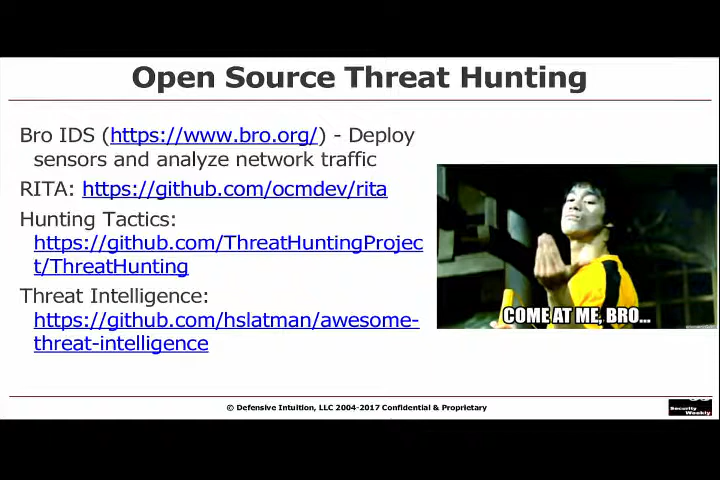 Open Source Threat Hunting
Bro IDS (https://www.bro.org/) - Deploy
sensors and analyze network traffic
RITA: https://github.com/ocmdev/rita
Hunting Tactics:
https://github.com/ThreatHuntingProjec
t/ThreatHunting
Threat Intelligence:
https://github.com/hslatman/awesome-
threat-intelligence
COME AT ME, BRO...
© Defensive Intuition, LLC 2004-2017 Confidential & Proprietary
Security
Weekly